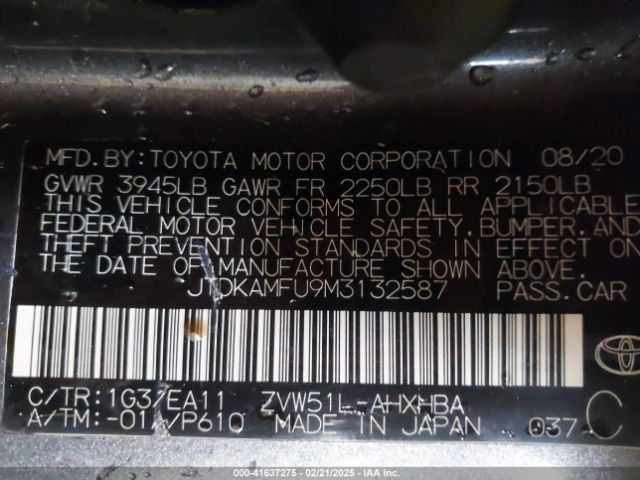 MFD. BY: TOYOTA MOTOR CORPORATION 08/20
GVWR 3945LB GAWR FR 2250LB RR 2150LB
THIS VEHICLE CONFORMS TO ALL APPLICABLE
FEDERAL MOTOR VEHICLE SAFETY, BUMPER, AND
THEFT PREVENTION STANDARDS IN EFFECT ON
THE DATE OF MANUFACTURE SHOWN ABOVE.
JTDKAMFU9M3132587 PASS. CAR
C/TR: 1G3/EA11 ZVW51L-AHXHBA
A/TM: -01A/P610 MADE IN JAPAN 037- C
00-41637275 - 02/21/2025 - IAA Inc.